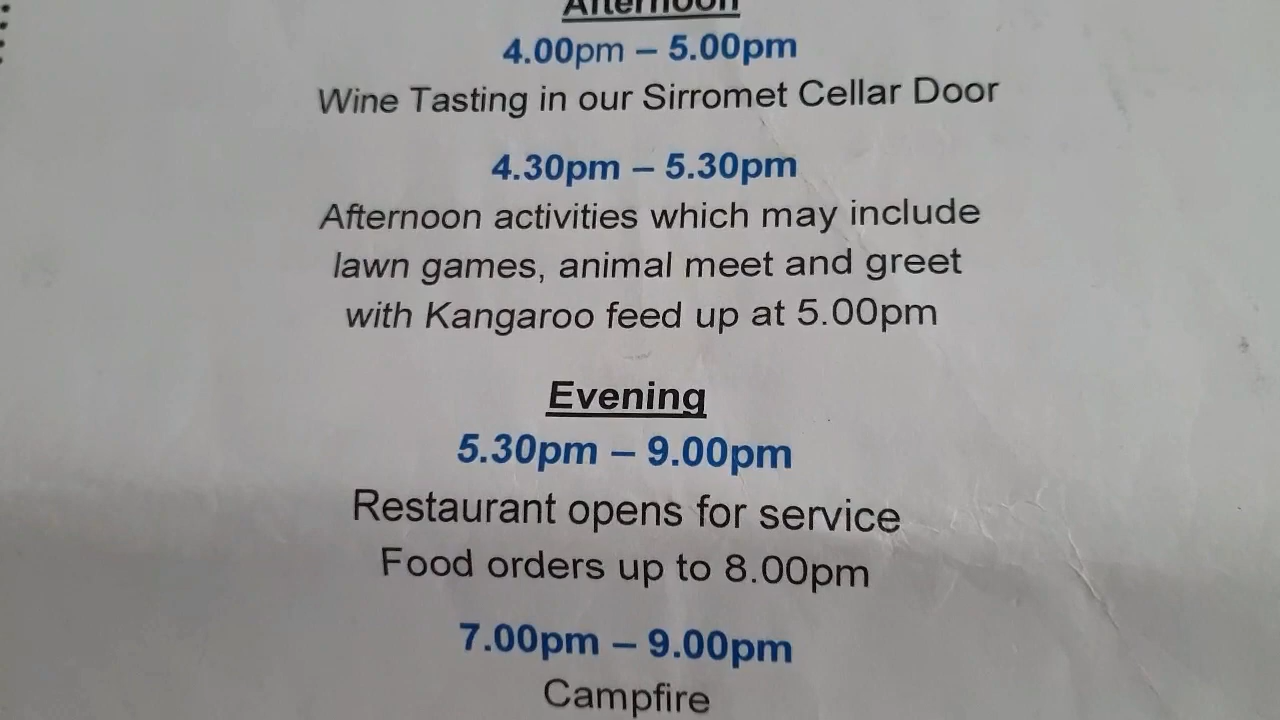 Afternoon
4.00pm – 5.00pm
Wine Tasting in our Sirromet Cellar Door
4.30pm – 5.30pm
Afternoon activities which may include
lawn games, animal meet and greet
with Kangaroo feed up at 5.00pm
Evening
5.30pm – 9.00pm
Restaurant opens for service
Food orders up to 8.00pm
7.00pm – 9.00pm
Campfire